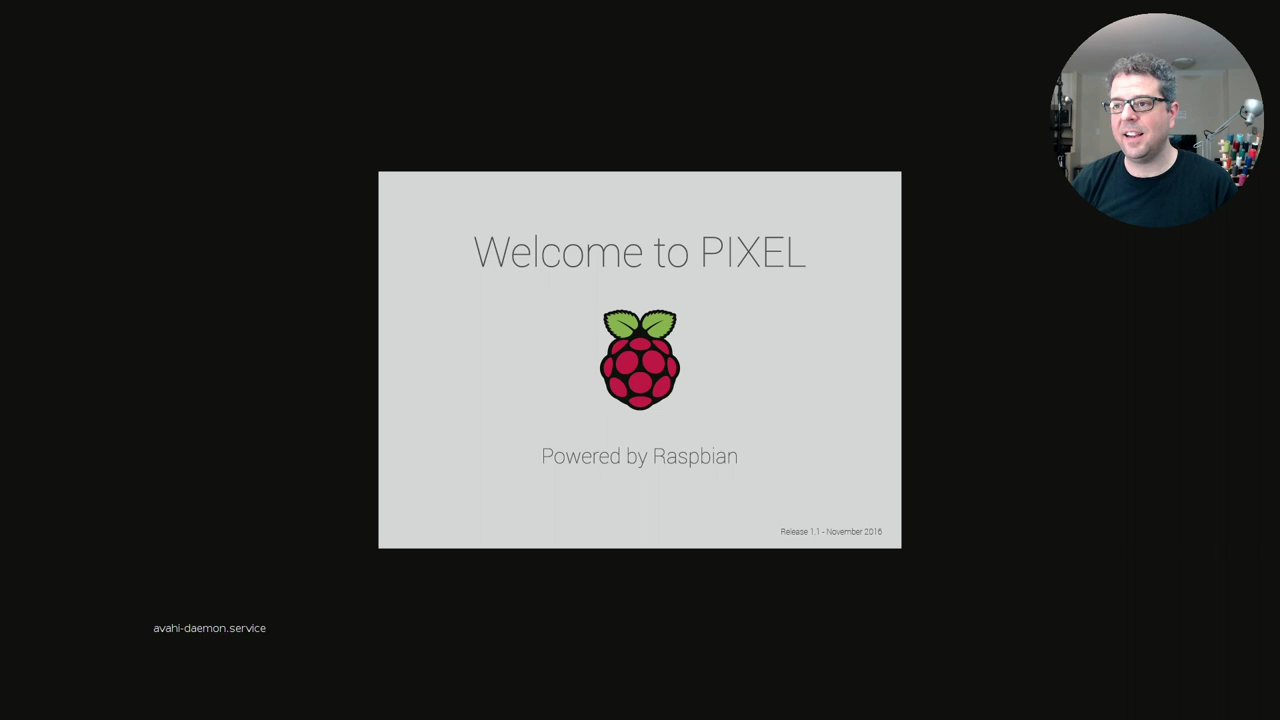 Welcome to PIXEL
Powered by Raspbian
Release 1.1 - November 2016
avahi-daemon.service